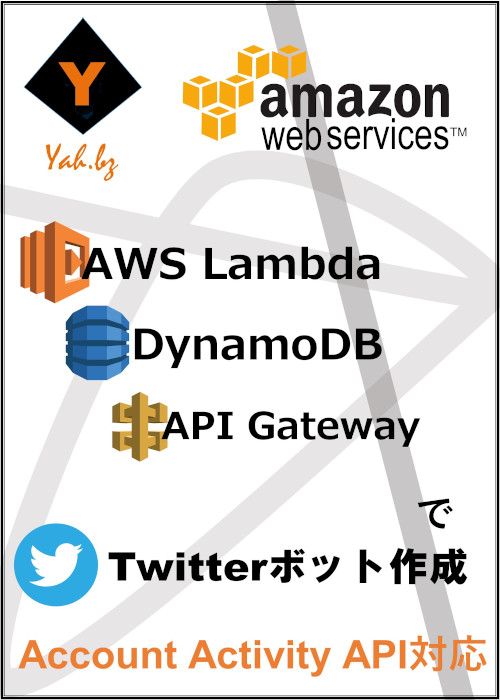 Y
Yah.bz
amazon
web services™
AWS Lambda
DynamoDB
API Gateway
で
Twitterボット作成
Account Activity API対応